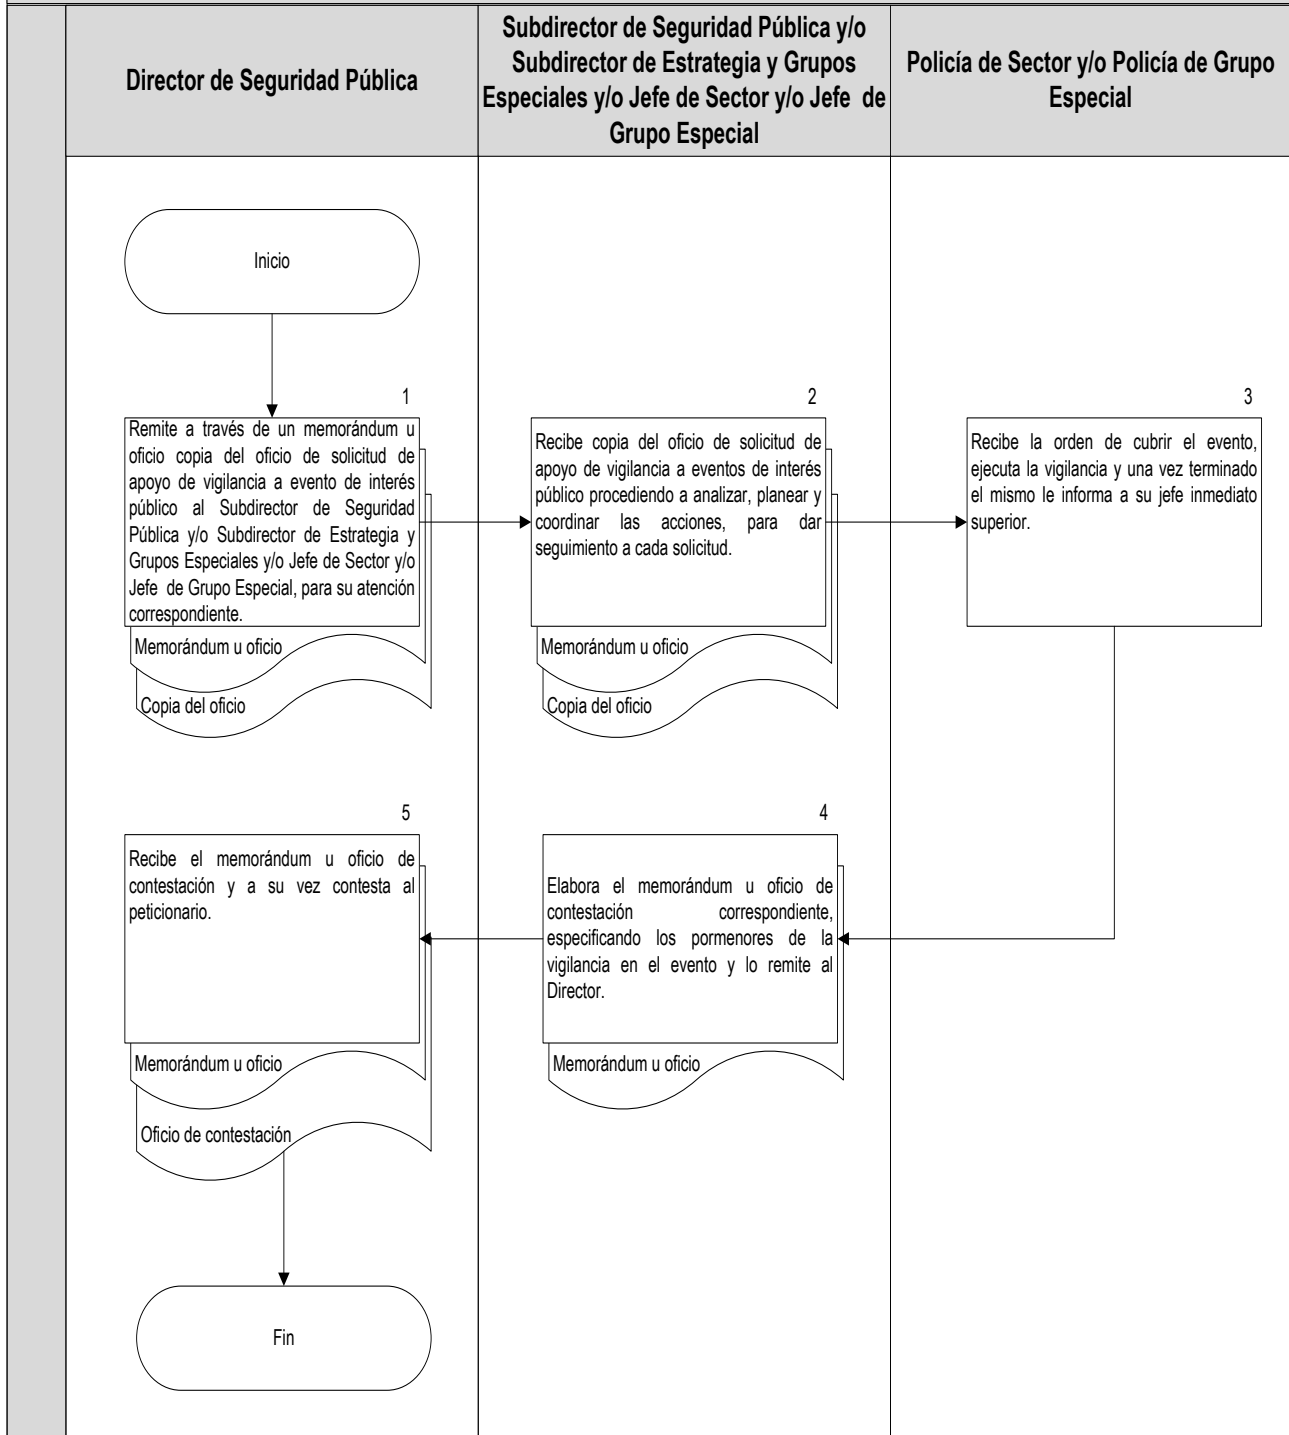 Director de Seguridad Pública
Subdirector de Seguridad Pública y/o
Subdirector de Estrategia y Grupos
Especiales y/o Jefe de Sector y/o Jefe de
Grupo Especial
Policía de Sector y/o Policía de Grupo
Especial
Inicio
1
Remite a través de un memorándum u
oficio copia del oficio de solicitud de
apoyo de vigilancia a evento de interés
público al Subdirector de Seguridad
Pública y/o Subdirector de Estrategia y
Grupos Especiales y/o Jefe de Sector y/o
Jefe de Grupo Especial, para su atención
correspondiente.
Memorándum u oficio
Copia del oficio
2
Recibe copia del oficio de solicitud de
apoyo de vigilancia a eventos de interés
público procediendo a analizar, planear y
coordinar las acciones, para dar
seguimiento a cada solicitud.
Memorándum u oficio
Copia del oficio
3
Recibe la orden de cubrir el evento,
ejecuta la vigilancia y una vez terminado
el mismo le informa a su jefe inmediato
superior.
4
Elabora el memorándum u oficio de
contestación correspondiente,
especificando los pormenores de la
vigilancia en el evento y lo remite al
Director.
Memorándum u oficio
5
Recibe el memorándum u oficio de
contestación y a su vez contesta al
peticionario.
Memorándum u oficio
Oficio de contestación
Fin